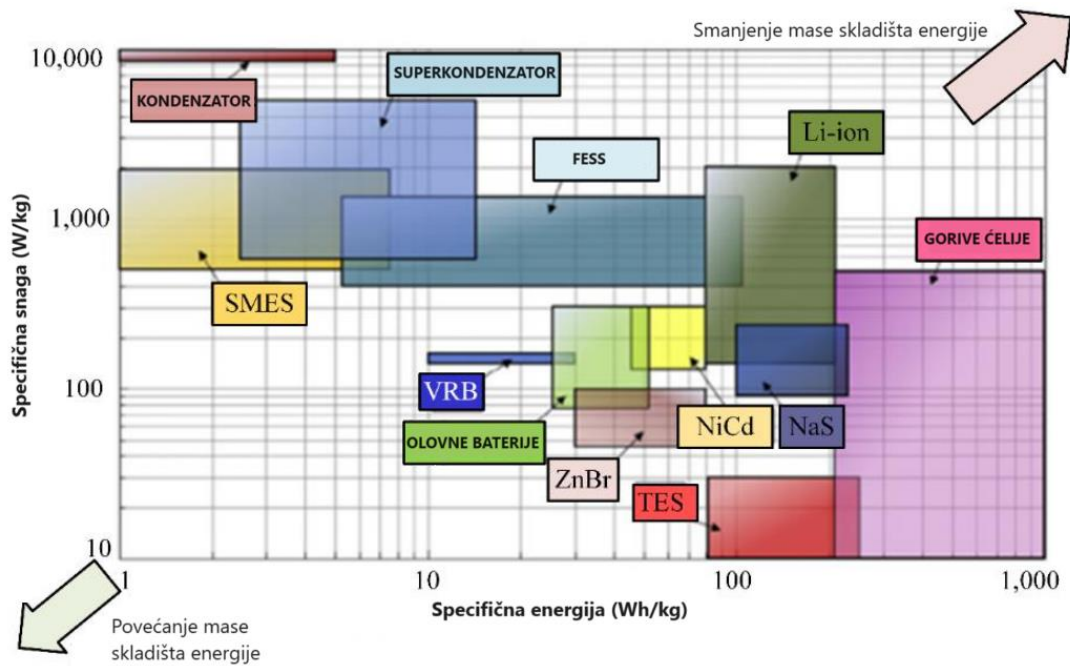 Smanjenje mase skladišta energije
10,000
SUPERKONDENZATOR
KONDENZATOR
Li-ion
FESS
1,000
GORIVE ĆELIJE
SMES
Specifična snaga (W/kg)
100
VRB
NiCd
NaS
OLOVNE BATERIJE
ZnBr
TES
10
1
10
100
1,000
Specifična energija (Wh/kg)
Povećanje mase
skladišta energije